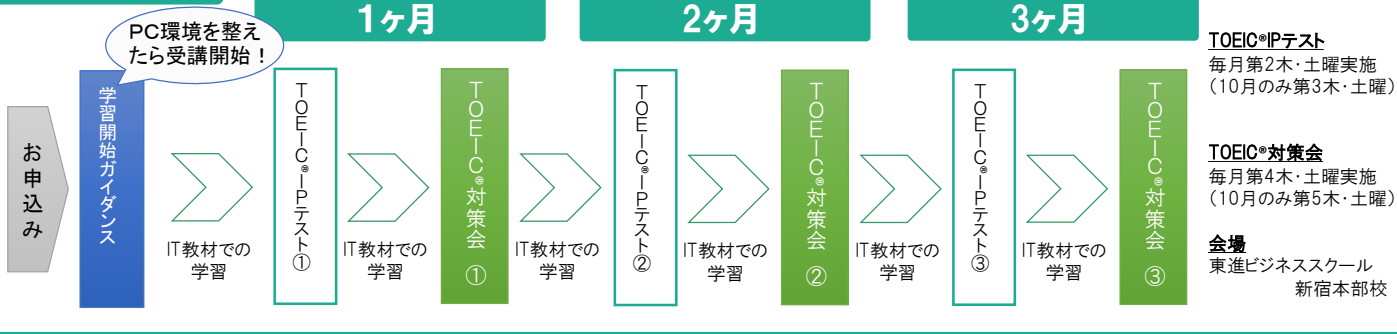 1ヶ月
2ヶ月
3ヶ月
PC環境を整え
たら受講開始！
お申込み
学習開始ガイダンス
IT教材での
学習
TOEIC®IPテスト①
IT教材での
学習
TOEIC®対策会 ①
IT教材での
学習
TOEIC®IPテスト②
IT教材での
学習
TOEIC®対策会 ②
IT教材での
学習
TOEIC®IPテスト③
IT教材での
学習
TOEIC®対策会 ③
TOEIC®IPテスト
毎月第2木･土曜実施
(10月のみ第3木･土曜)
TOEIC®対策会
毎月第4木･土曜実施
(10月のみ第5木･土曜)
会場
東進ビジネススクール
新宿本部校